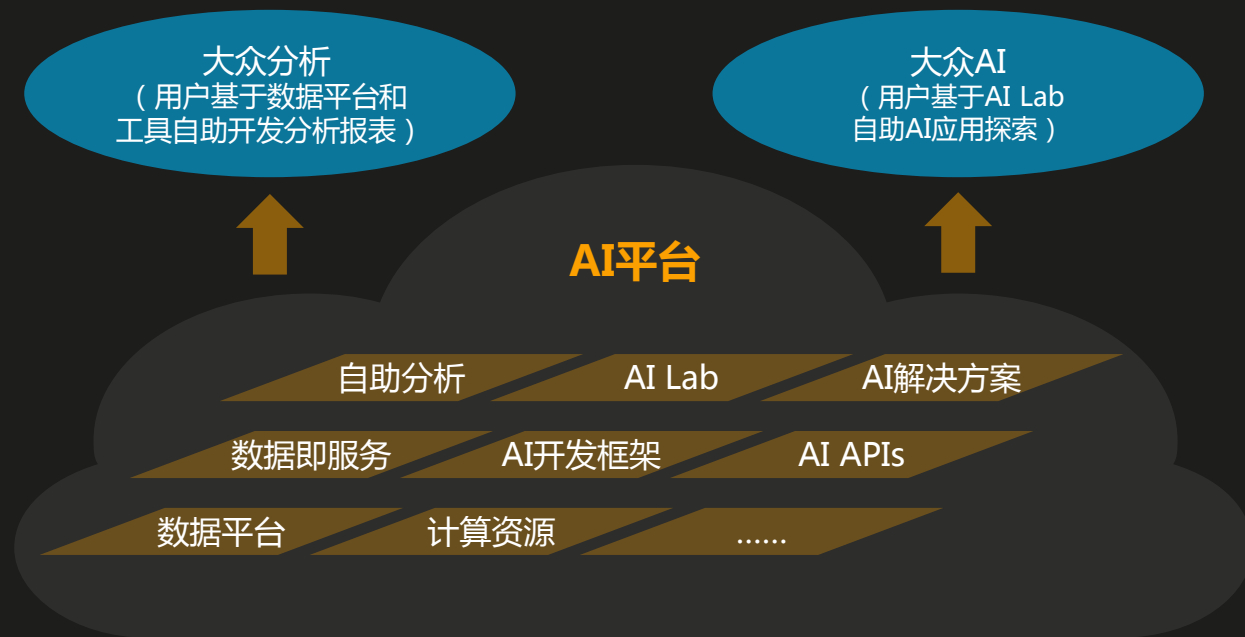 大众分析
（用户基于数据平台和
工具自助开发分析报表）
大众AI
（用户基于AI Lab
自助AI应用探索）
AI平台
自助分析
AI Lab
AI解决方案
数据即服务
AI开发框架
AI APIs
数据平台
计算资源
……